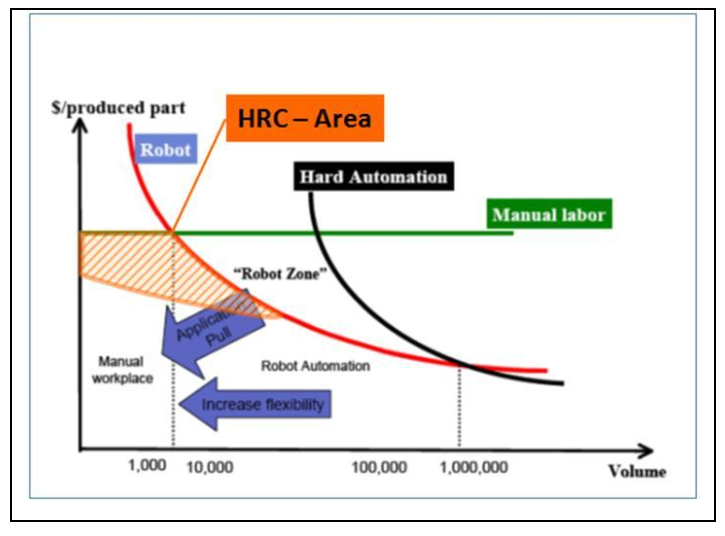 $/produced part
HRC – Area
Robot
Hard Automation
Manual labor
“Robot Zone”
Application
Pull
Manual
workplace
Robot Automation
Increase flexibility
1,000
10,000
100,000
1,000,000
Volume